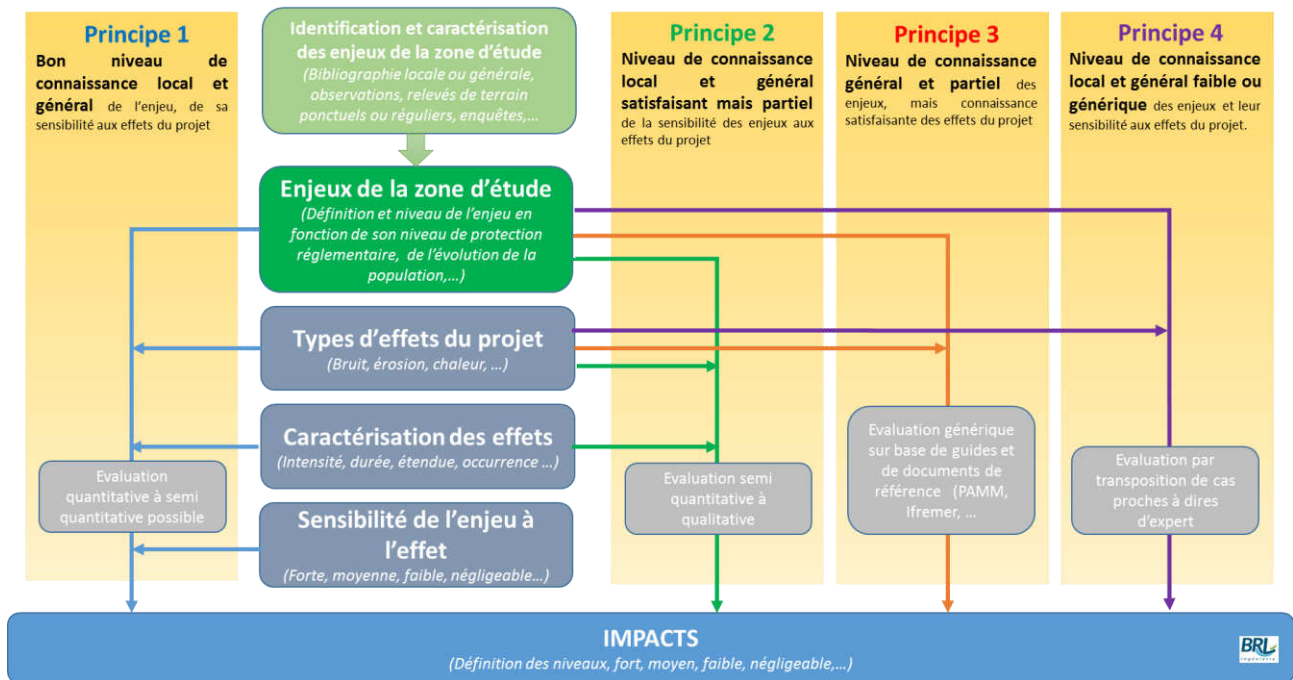 Principe 1
Bon niveau de
connaissance local et
général de l'enjeu, de sa
sensibilité aux effets du projet
Identification et caractérisation
des enjeux de la zone d'étude
(Bibliographie locale ou générale,
observations, relevés de terrain
ponctuels ou réguliers, enquêtes,...
Principe 2
Niveau de connaissance
local et général
satisfaisant mais partiel
de la sensibilité des enjeux aux
effets du projet
Principe 3
Niveau de connaissance
général et partiel des
enjeux, mais connaissance
satisfaisante des effets du projet
Principe 4
Niveau de connaissance
local et général faible ou
générique des enjeux et leur
sensibilité aux effets du projet.
Enjeux de la zone d'étude
(Définition et niveau de l'enjeu en
fonction de son niveau de protection
réglementaire, de l'évolution de la
population,...)
Types d'effets du projet
(Bruit, érosion, chaleur, ...)
Caractérisation des effets
(Intensité, durée, étendue, occurrence ...)
Sensibilité de l'enjeu à
l'effet
(Forte, moyenne, faible, négligeable...)
Evaluation
quantitative à semi
quantitative possible
Evaluation semi
quantitative à
qualitative
Evaluation générique
sur base de guides et
de documents de
référence (PAMM,
Ifremer, ...
Evaluation par
transposition de cas
proches à dires
d'expert
IMPACTS
(Définition des niveaux, fort, moyen, faible, négligeable,...)
BRL
ingénierie